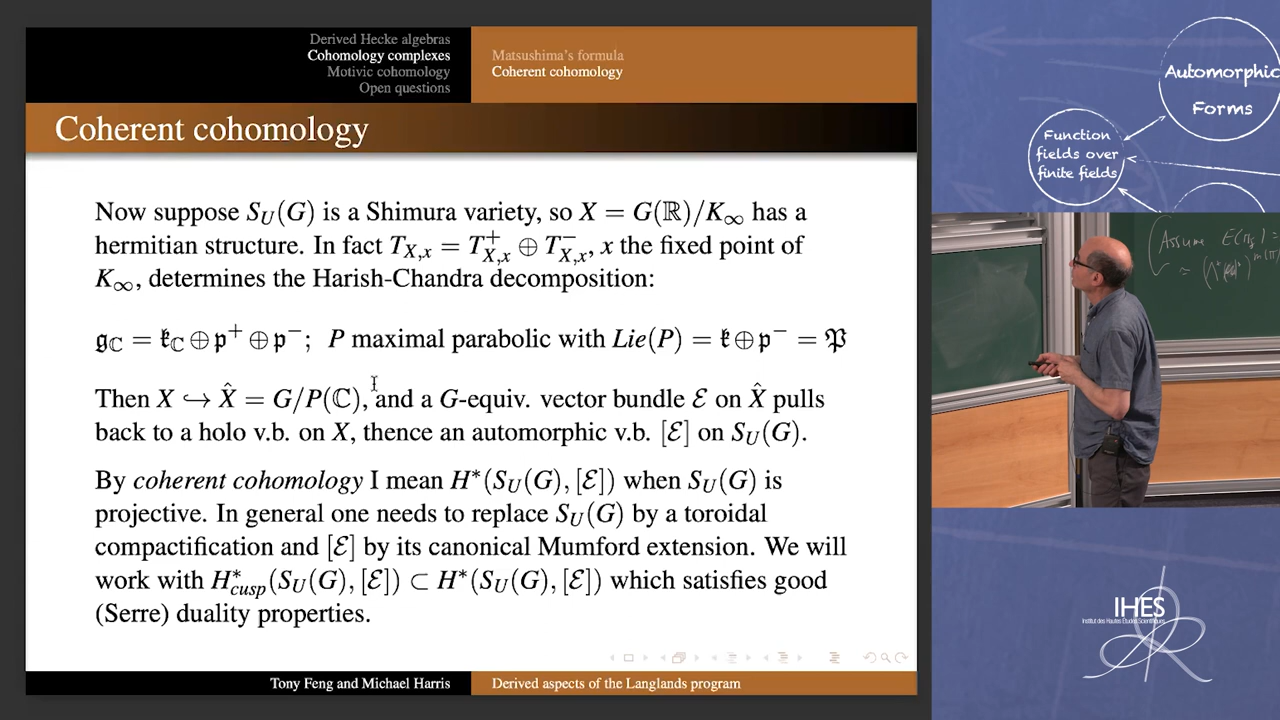 Derived Hecke algebras
Cohomology complexes
Motivic cohomology
Open questions
Matsushima's formula
Coherent cohomology
Coherent cohomology
Now suppose S_U(G) is a Shimura variety, so X = G(ℝ)/K_∞ has a
hermitian structure. In fact T_{X,x} = T^+_{X,x} ⊕ T^-_{X,x}, x the fixed point of
K_∞, determines the Harish-Chandra decomposition:
𝔤_ℂ = 𝔨_ℂ ⊕ 𝔭^+ ⊕ 𝔭^-; P maximal parabolic with Lie(P) = 𝔨 ⊕ 𝔭^- = 𝔓
Then X ↪ X̂ = G/P(ℂ), and a G-equiv. vector bundle ℰ on X̂ pulls
back to a holo v.b. on X, thence an automorphic v.b. [ℰ] on S_U(G).
By coherent cohomology I mean H^*(S_U(G), [ℰ]) when S_U(G) is
projective. In general one needs to replace S_U(G) by a toroidal
compactification and [ℰ] by its canonical Mumford extension. We will
work with H^*_{cusp}(S_U(G), [ℰ]) ⊂ H^*(S_U(G), [ℰ]) which satisfies good
(Serre) duality properties.
Tony Feng and Michael Harris
Derived aspects of the Langlands program
Automorphic
Forms
Function
fields over
finite fields
Assume
IHES
Institut des Hautes Études Scientifiques